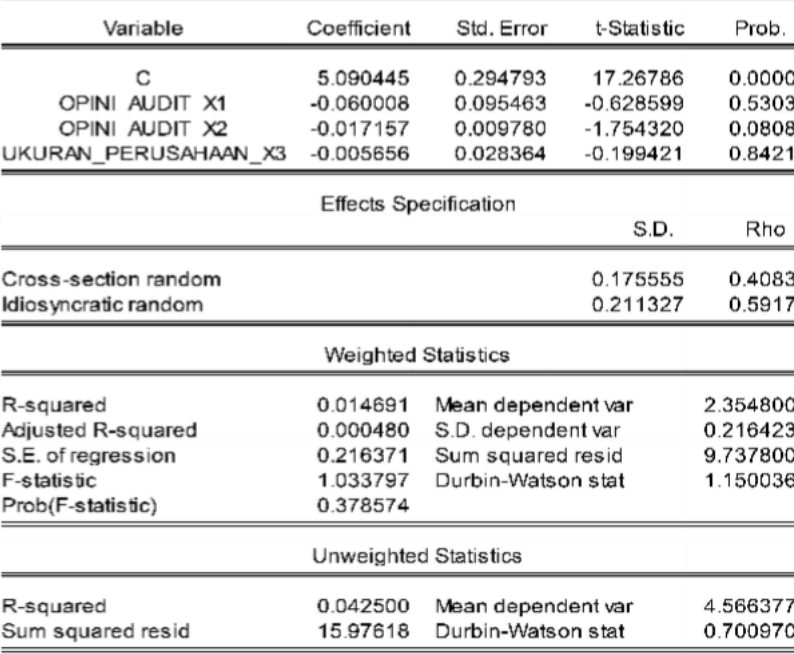 Variable Coefficient Std. Error t-Statistic Prob.
C 5.090445 0.294793 17.26786 0.0000
OPINI AUDIT X1 -0.060008 0.095463 -0.628599 0.5303
OPINI AUDIT X2 -0.017157 0.009780 -1.754320 0.0808
UKURAN_PERUSAHAAN_X3 -0.005656 0.028364 -0.199421 0.8421
Effects Specification
S.D. Rho
Cross-section random 0.175555 0.4083
Idiosyncratic random 0.211327 0.5917
Weighted Statistics
R-squared 0.014691 Mean dependent var 2.354800
Adjusted R-squared 0.000480 S.D. dependent var 0.216423
S.E. of regression 0.216371 Sum squared resid 9.737800
F-statistic 1.033797 Durbin-Watson stat 1.150036
Prob(F-statistic) 0.378574
Unweighted Statistics
R-squared 0.042500 Mean dependent var 4.566377
Sum squared resid 15.97618 Durbin-Watson stat 0.700970